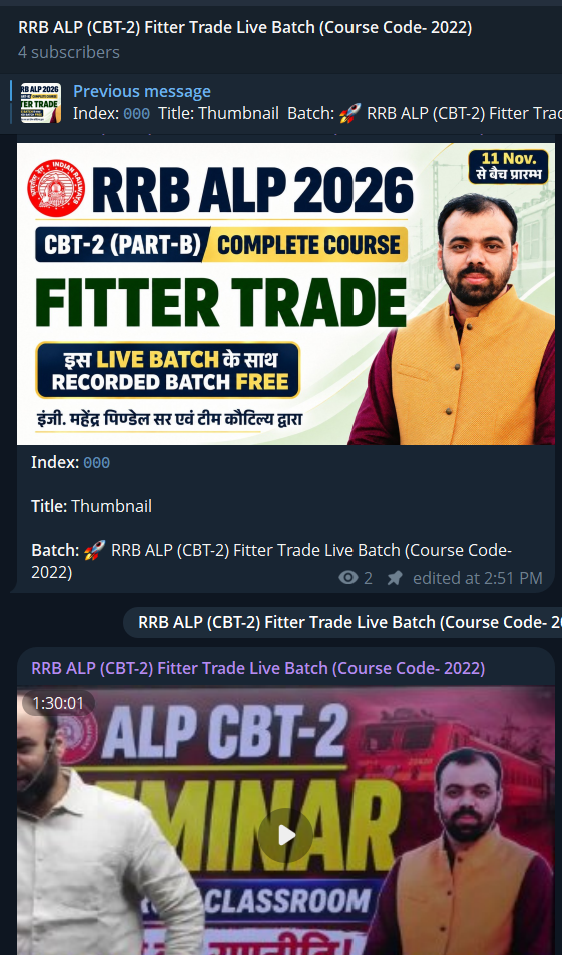 RRB ALP (CBT-2) Fitter Trade Live Batch (Course Code- 2022)
4 subscribers
Previous message
Index: 000 Title: Thumbnail Batch: 🚀 RRB ALP (CBT-2) Fitter Trad
11 Nov.
से बैच प्रारम्भ
भारतीय रेल INDIAN RAILWAYS
RRB ALP 2026
CBT-2 (PART-B) COMPLETE COURSE
FITTER TRADE
इस LIVE BATCH के साथ
RECORDED BATCH FREE
इंजी. महेंद्र पिण्डेल सर एवं टीम कौटिल्य द्वारा
Index: 000
Title: Thumbnail
Batch: 🚀 RRB ALP (CBT-2) Fitter Trade Live Batch (Course Code-
2022)
2 edited at 2:51 PM
RRB ALP (CBT-2) Fitter Trade Live Batch (Course Code- 20
RRB ALP (CBT-2) Fitter Trade Live Batch (Course Code- 2022)
1:30:01
ALP CBT-2
MINAR
CLASSROOM